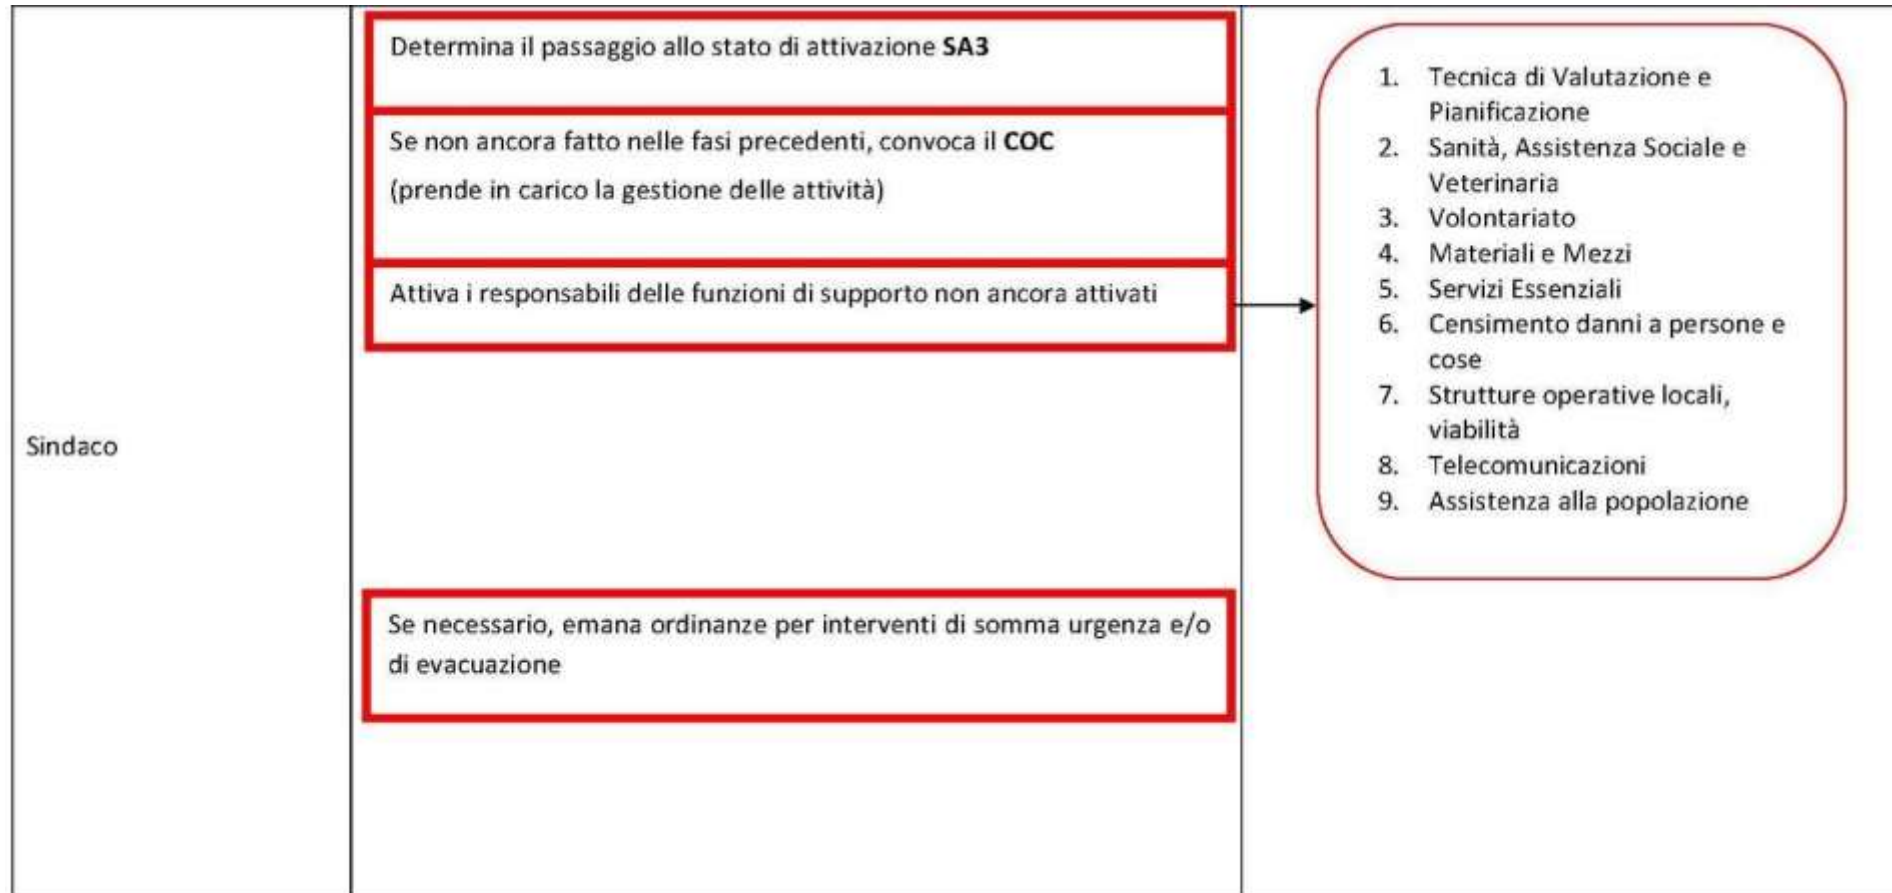 Sindaco
Determina il passaggio allo stato di attivazione SA3
Se non ancora fatto nelle fasi precedenti, convoca il COC
(prende in carico la gestione delle attività)
Attiva i responsabili delle funzioni di supporto non ancora attivati
1. Tecnica di Valutazione e
Pianificazione
2. Sanità, Assistenza Sociale e
Veterinaria
3. Volontariato
4. Materiali e Mezzi
5. Servizi Essenziali
6. Censimento danni a persone e
cose
7. Strutture operative locali,
viabilità
8. Telecomunicazioni
9. Assistenza alla popolazione
Se necessario, emana ordinanze per interventi di somma urgenza e/o
di evacuazione